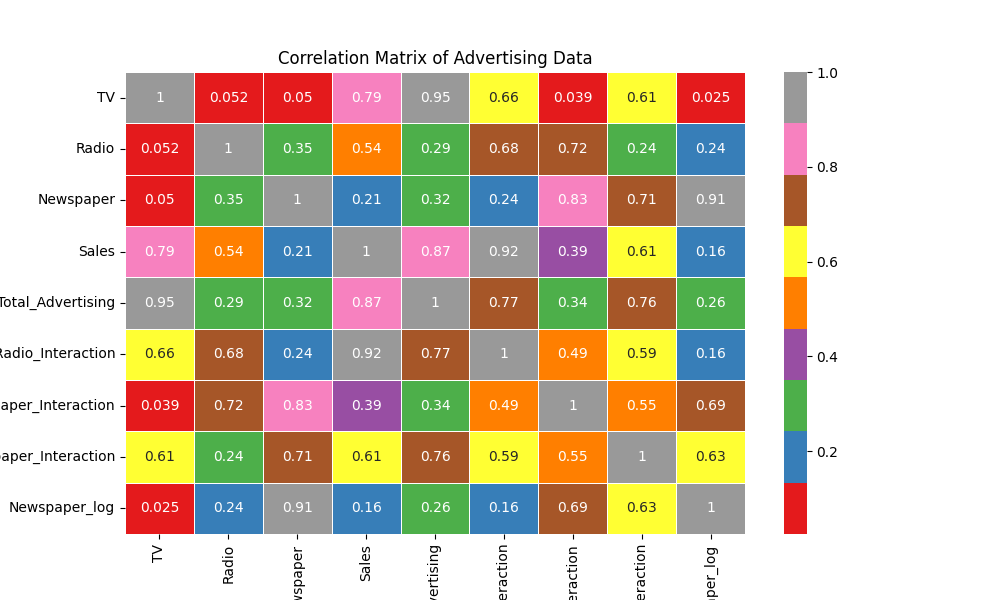 Correlation Matrix of Advertising Data
TV 1 0.052 0.05 0.79 0.95 0.66 0.039 0.61 0.025
Radio 0.052 1 0.35 0.54 0.29 0.68 0.72 0.24 0.24
Newspaper 0.05 0.35 1 0.21 0.32 0.24 0.83 0.71 0.91
Sales 0.79 0.54 0.21 1 0.87 0.92 0.39 0.61 0.16
Total_Advertising 0.95 0.29 0.32 0.87 1 0.77 0.34 0.76 0.26
Radio_Interaction 0.66 0.68 0.24 0.92 0.77 1 0.49 0.59 0.16
aper_Interaction 0.039 0.72 0.83 0.39 0.34 0.49 1 0.55 0.69
paper_Interaction 0.61 0.24 0.71 0.61 0.76 0.59 0.55 1 0.63
Newspaper_log 0.025 0.24 0.91 0.16 0.26 0.16 0.69 0.63 1
TV
Radio
wspaper
Sales
vertising
eraction
eraction
eraction
aper_log
1.0
0.8
0.6
0.4
0.2